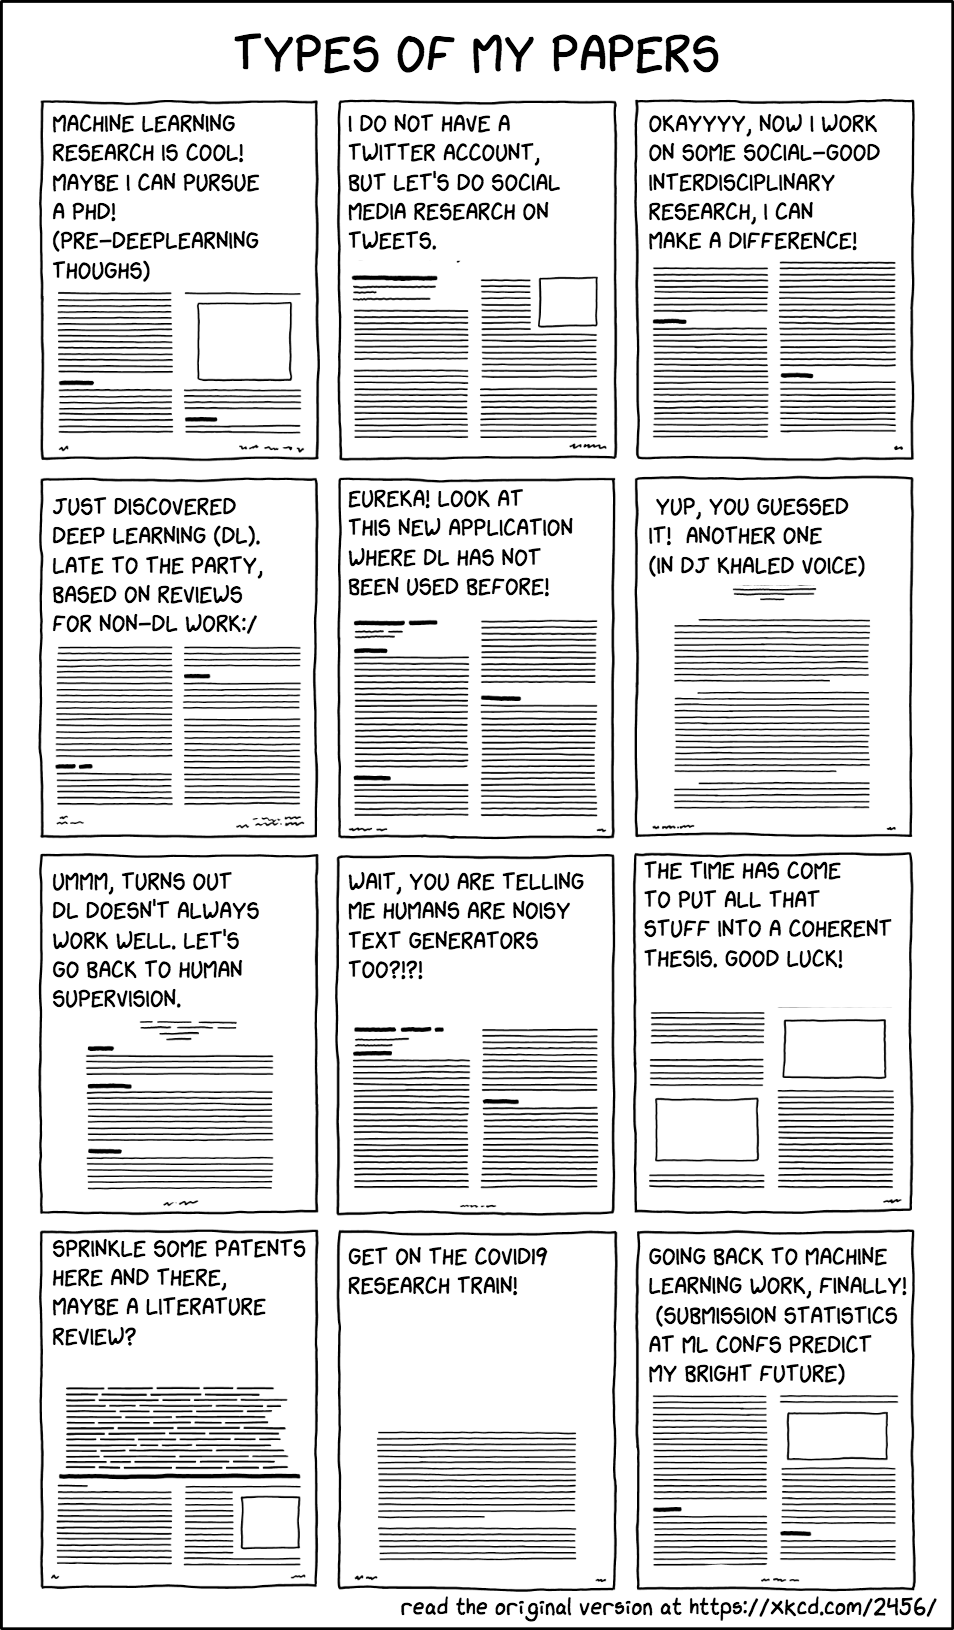 TYPES OF MY PAPERS
MACHINE LEARNING
RESEARCH IS COOL!
MAYBE I CAN PURSUE
A PHD!
(PRE-DEEPLEARNING
THOUGHS)
I DO NOT HAVE A
TWITTER ACCOUNT,
BUT LET'S DO SOCIAL
MEDIA RESEARCH ON
TWEETS.
OKAYYYY, NOW I WORK
ON SOME SOCIAL-GOOD
INTERDISCIPLINARY
RESEARCH, I CAN
MAKE A DIFFERENCE!
JUST DISCOVERED
DEEP LEARNING (DL).
LATE TO THE PARTY,
BASED ON REVIEWS
FOR NON-DL WORK:/
EUREKA! LOOK AT
THIS NEW APPLICATION
WHERE DL HAS NOT
BEEN USED BEFORE!
YUP, YOU GUESSED
IT! ANOTHER ONE
(IN DJ KHALED VOICE)
UMMM, TURNS OUT
DL DOESN'T ALWAYS
WORK WELL. LET'S
GO BACK TO HUMAN
SUPERVISION.
WAIT, YOU ARE TELLING
ME HUMANS ARE NOISY
TEXT GENERATORS
TOO?!?!
THE TIME HAS COME
TO PUT ALL THAT
STUFF INTO A COHERENT
THESIS. GOOD LUCK!
SPRINKLE SOME PATENTS
HERE AND THERE,
MAYBE A LITERATURE
REVIEW?
GET ON THE COVID19
RESEARCH TRAIN!
GOING BACK TO MACHINE
LEARNING WORK, FINALLY!
(SUBMISSION STATISTICS
AT ML CONFS PREDICT
MY BRIGHT FUTURE)
read the original version at https://xkcd.com/2456/